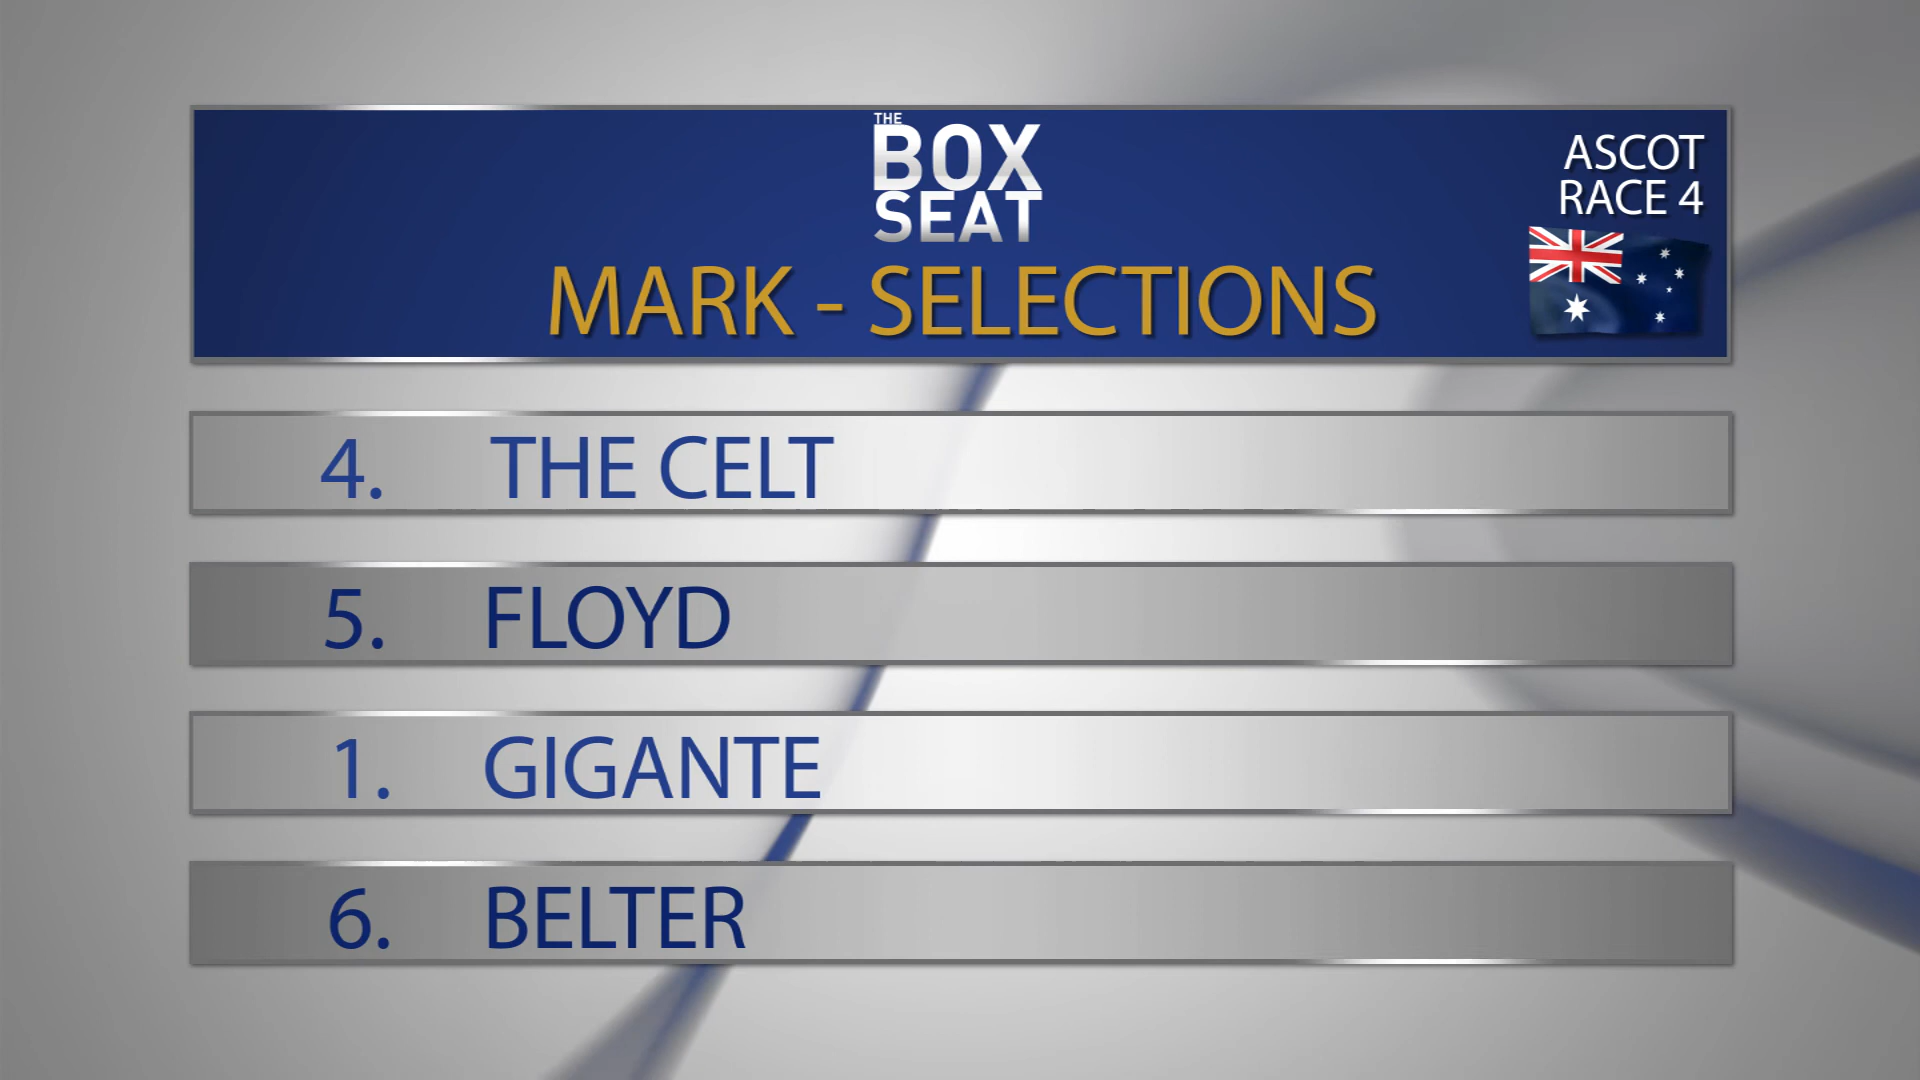 THE
BOX
SEAT
ASCOT
RACE 4
MARK - SELECTIONS
4. THE CELT
5. FLOYD
1. GIGANTE
6. BELTER